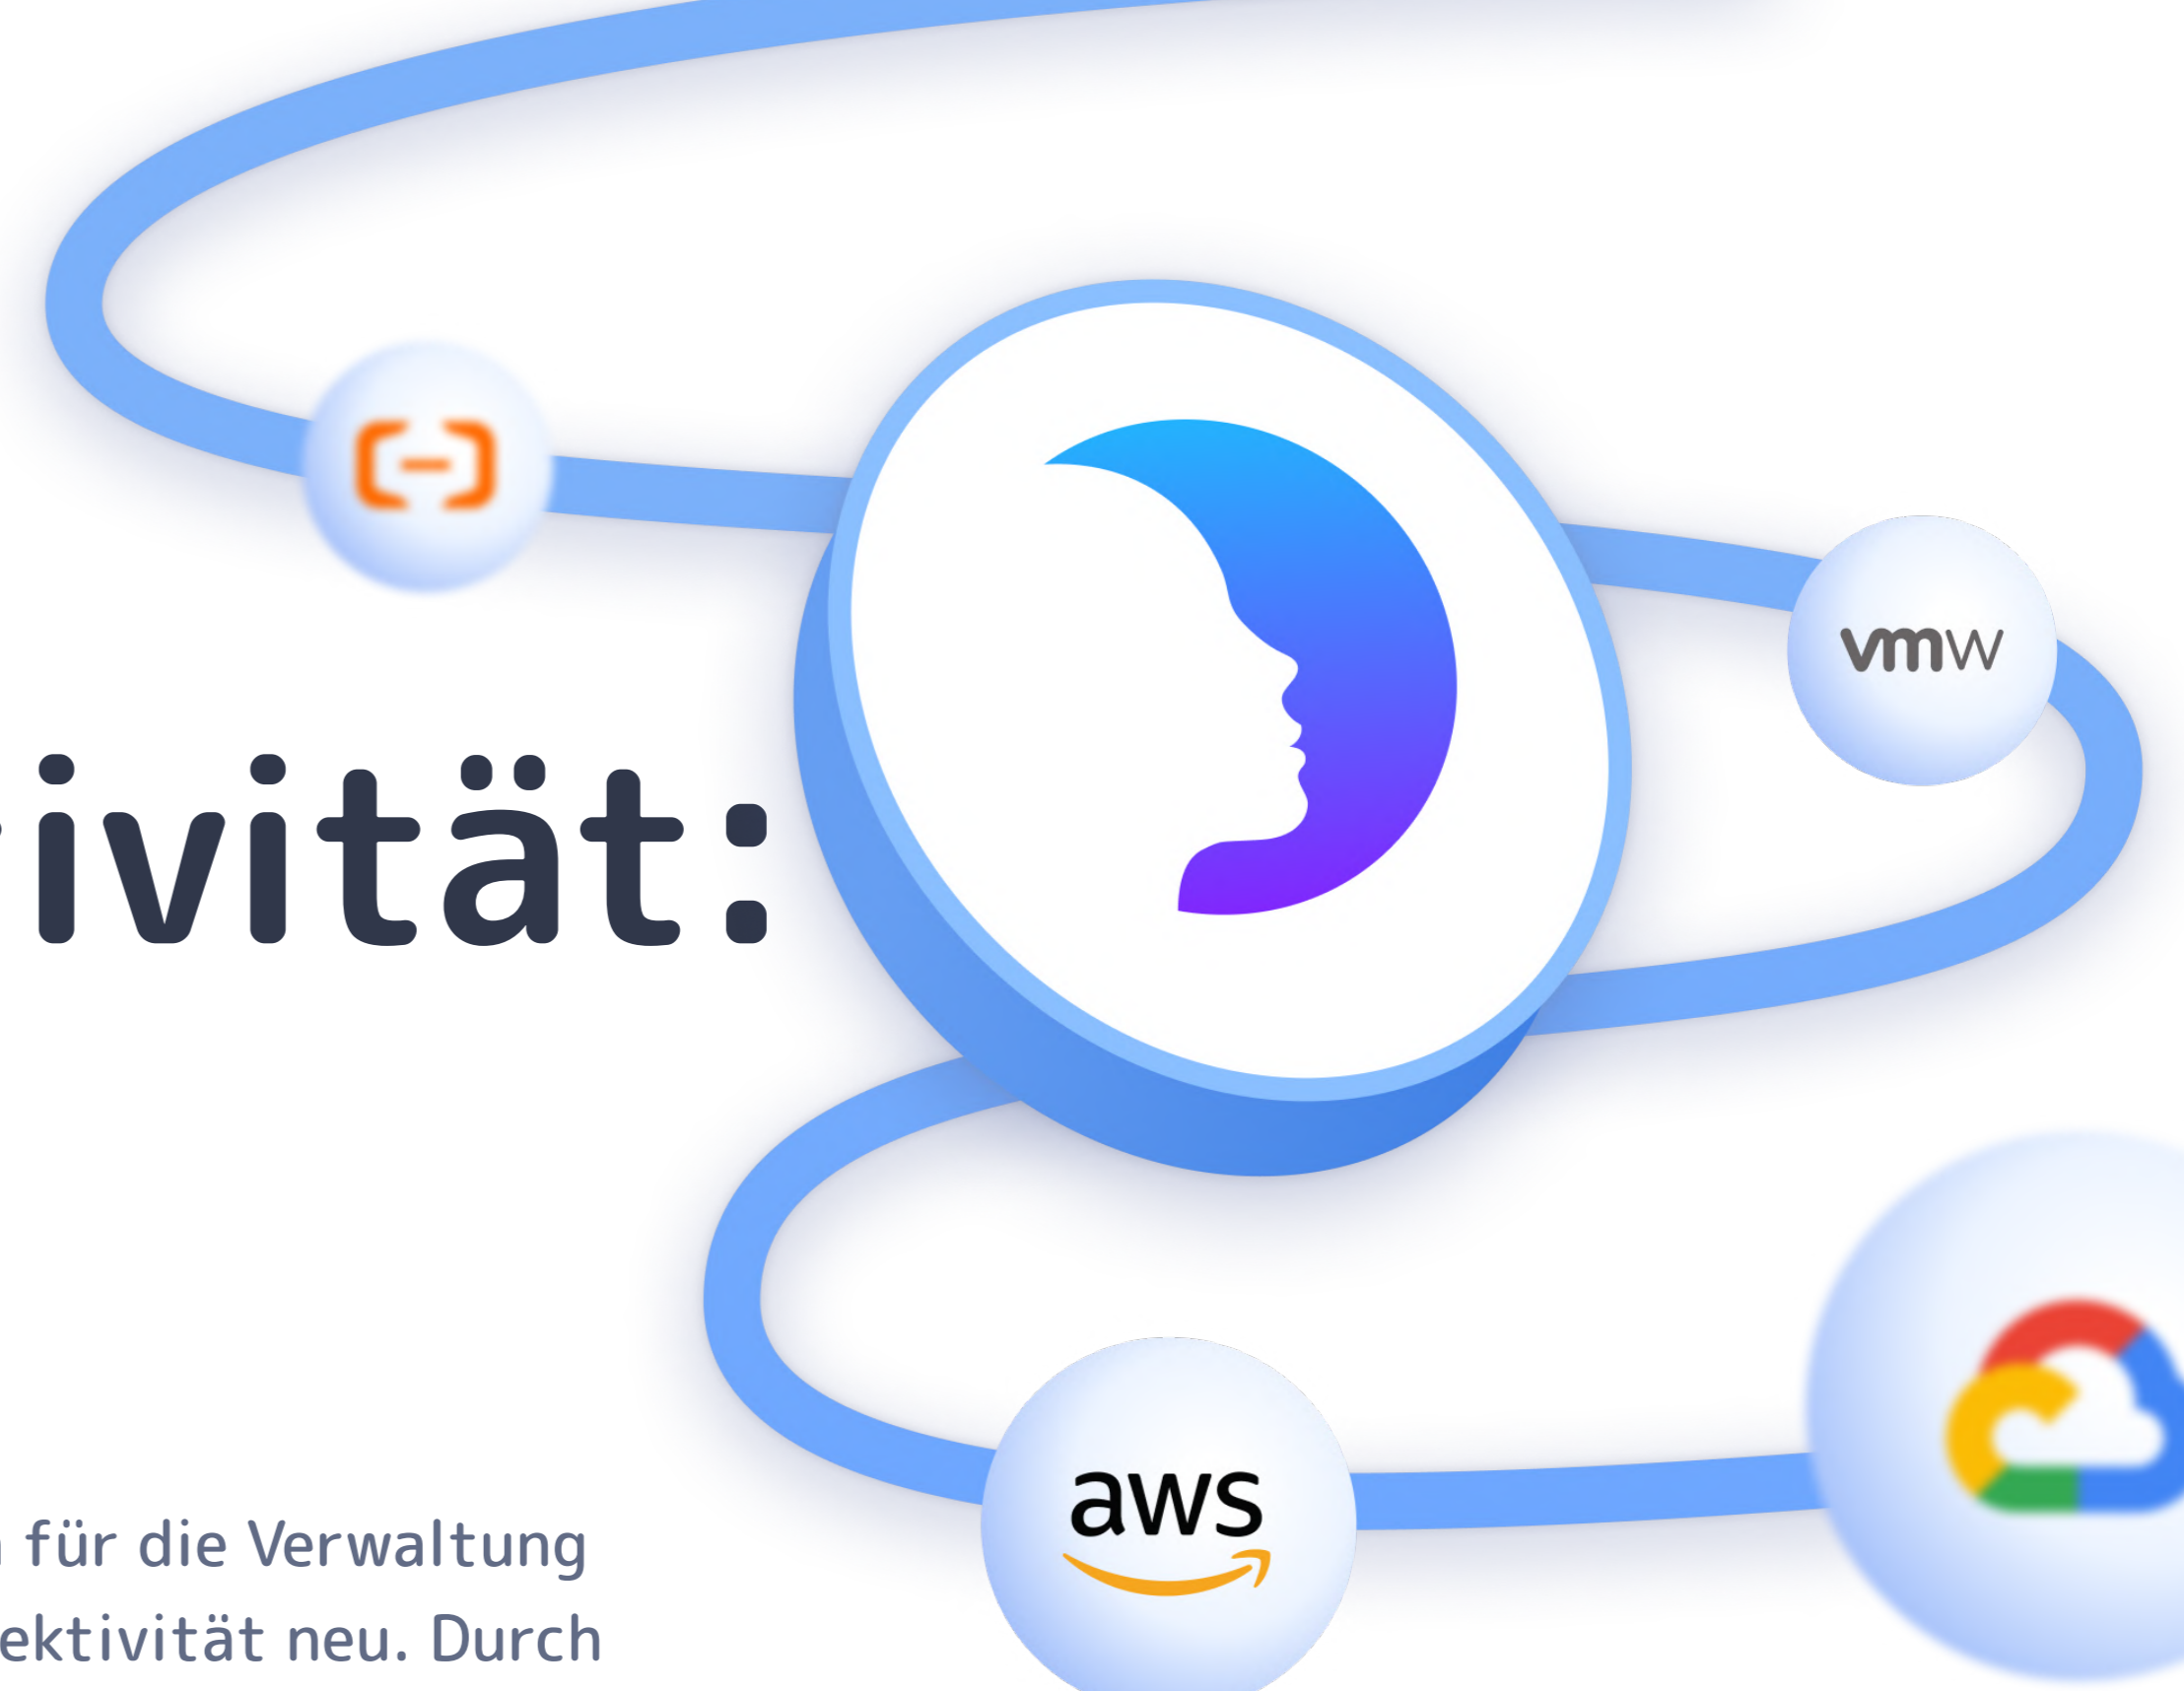 vmw
ivität:
aws
für die Verwaltung
ektivität neu. Durch